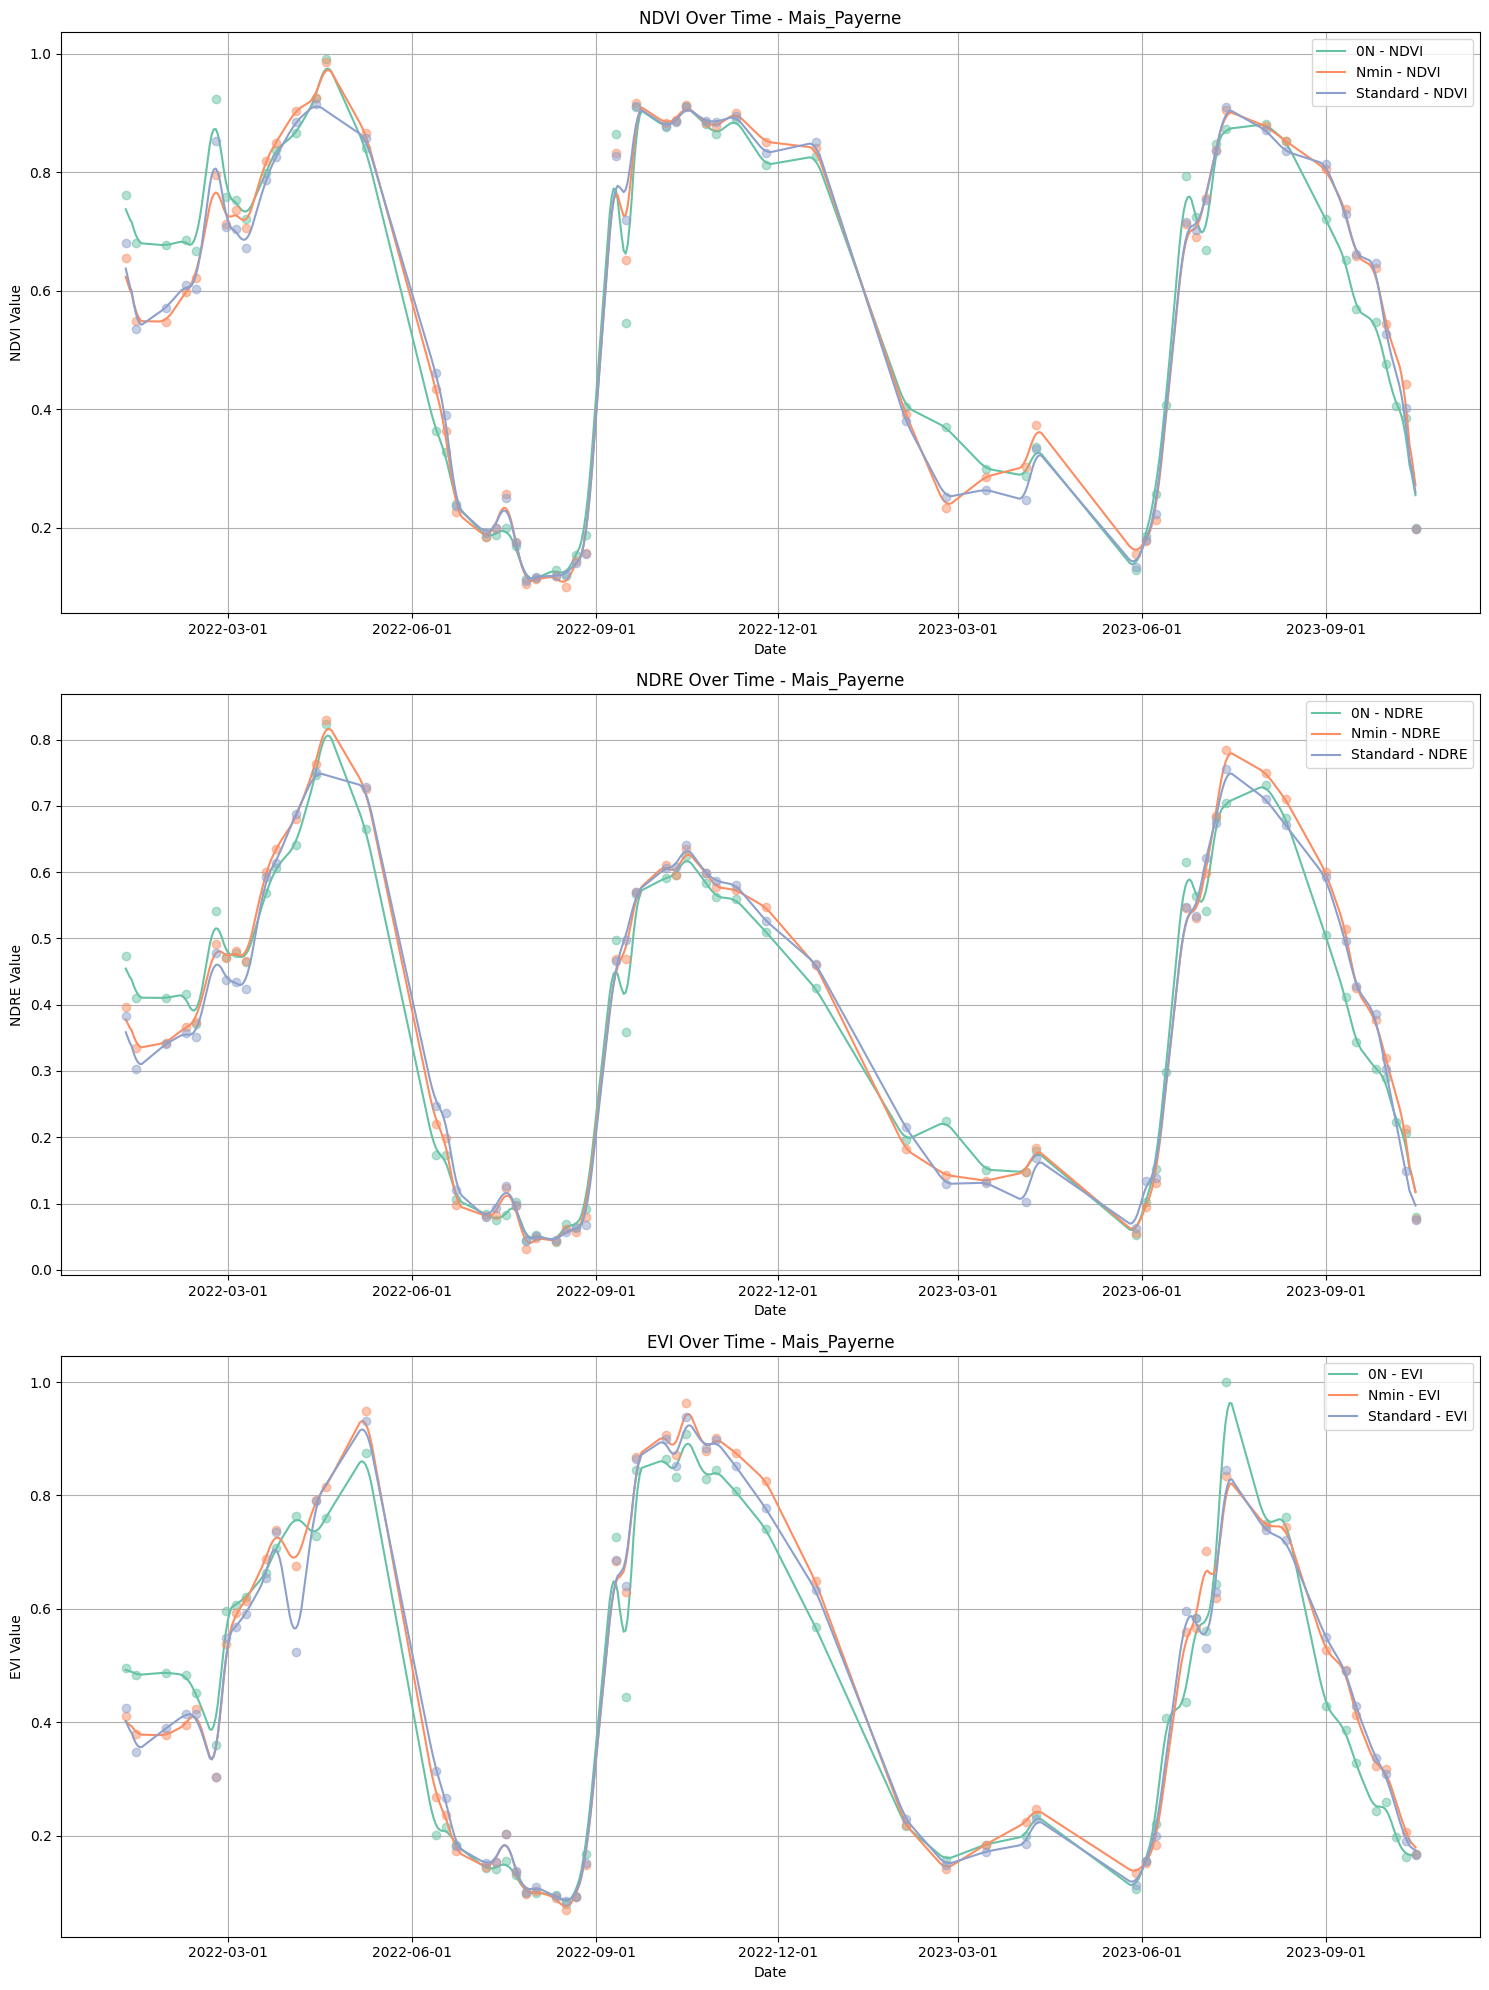 NDVI Over Time - Mais_Payerne
0N - NDVI
Nmin - NDVI
Standard - NDVI
NDVI Value
1.0
0.8
0.6
0.4
0.2
2022-03-01 2022-06-01 2022-09-01 2022-12-01 2023-03-01 2023-06-01 2023-09-01
Date
NDRE Over Time - Mais_Payerne
0N - NDRE
Nmin - NDRE
Standard - NDRE
NDRE Value
0.8
0.7
0.6
0.5
0.4
0.3
0.2
0.1
0.0
2022-03-01 2022-06-01 2022-09-01 2022-12-01 2023-03-01 2023-06-01 2023-09-01
Date
EVI Over Time - Mais_Payerne
0N - EVI
Nmin - EVI
Standard - EVI
EVI Value
1.0
0.8
0.6
0.4
0.2
2022-03-01 2022-06-01 2022-09-01 2022-12-01 2023-03-01 2023-06-01 2023-09-01
Date